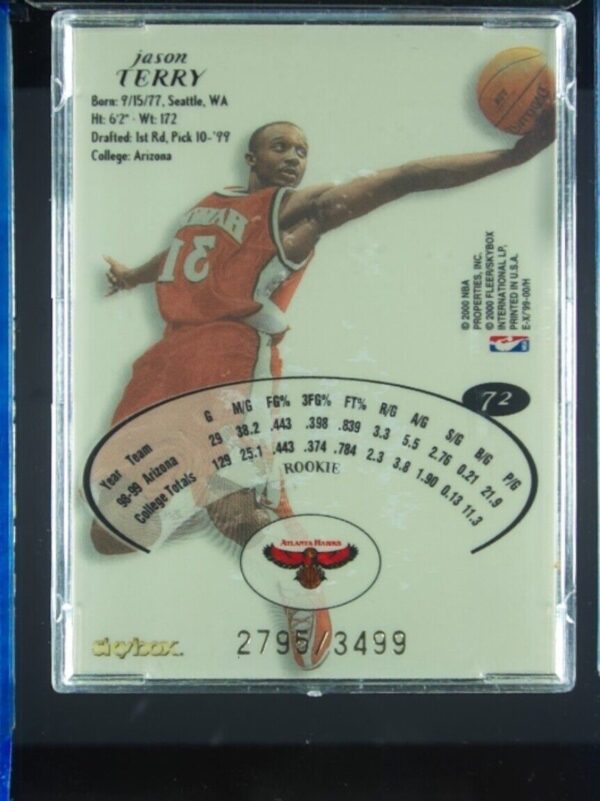 jason
TERRY
Born: 9/15/77, Seattle, WA
Ht: 6'2" · Wt: 172
Drafted: 1st Rd, Pick 10-'99
College: Arizona
© 2000 NBA
PROPERTIES, INC.
© 2000 FLEER/SKYBOX
INTERNATIONAL LP.
PRINTED IN U.S.A.
E-X/'99-00/H
72
Year Team G M/G FG% 3FG% FT% R/G A/G S/G B/G P/G
98-99 Arizona 29 38.2 .443 .398 .839 3.3 5.5 2.76 0.21 21.9
College Totals 129 25.1 .443 .374 .784 2.3 3.8 1.90 0.13 11.3
ROOKIE
ATLANTA HAWKS
skybox
2795/3499